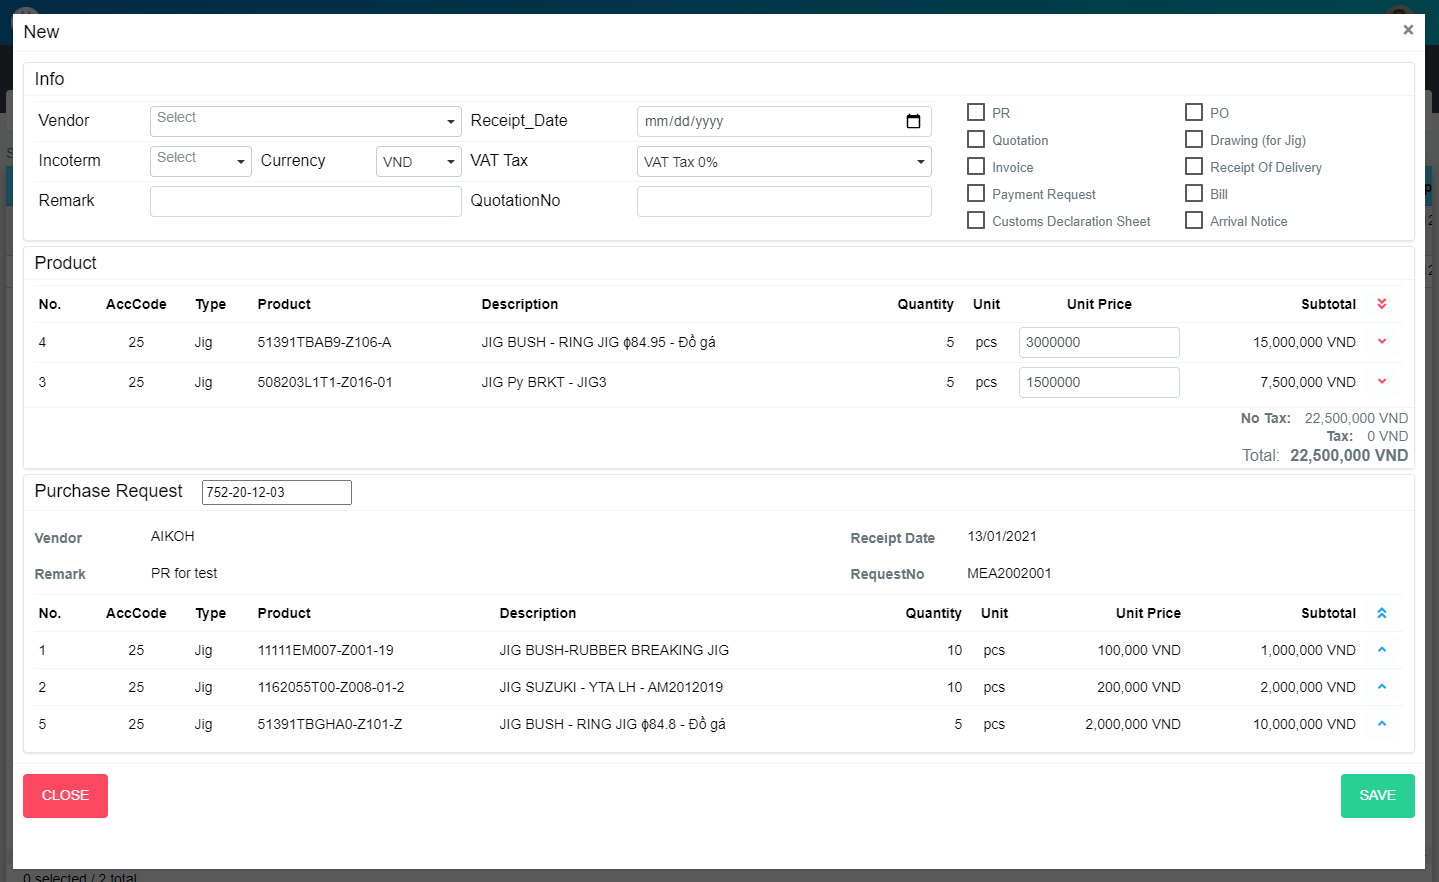 New ×
Info
Vendor Select Receipt_Date mm/dd/yyyy PR PO
Quotation Drawing (for Jig)
Incoterm Select Currency VND VAT Tax VAT Tax 0%
Invoice Receipt Of Delivery
Remark QuotationNo Payment Request Bill
Customs Declaration Sheet Arrival Notice
Product
No. AccCode Type Product Description Quantity Unit Unit Price Subtotal
4 25 Jig 51391TBAB9-Z106-A JIG BUSH - RING JIG ϕ84.95 - Đồ gá 5 pcs 3000000 15,000,000 VND
3 25 Jig 508203L1T1-Z016-01 JIG Py BRKT - JIG3 5 pcs 1500000 7,500,000 VND
No Tax: 22,500,000 VND
Tax: 0 VND
Total: 22,500,000 VND
Purchase Request 752-20-12-03
Vendor AIKOH Receipt Date 13/01/2021
Remark PR for test RequestNo MEA2002001
No. AccCode Type Product Description Quantity Unit Unit Price Subtotal
1 25 Jig 11111EM007-Z001-19 JIG BUSH-RUBBER BREAKING JIG 10 pcs 100,000 VND 1,000,000 VND
2 25 Jig 1162055T00-Z008-01-2 JIG SUZUKI - YTA LH - AM2012019 10 pcs 200,000 VND 2,000,000 VND
5 25 Jig 51391TBGHA0-Z101-Z JIG BUSH - RING JIG ϕ84.8 - Đồ gá 5 pcs 2,000,000 VND 10,000,000 VND
CLOSE SAVE
0 selected / 2 total